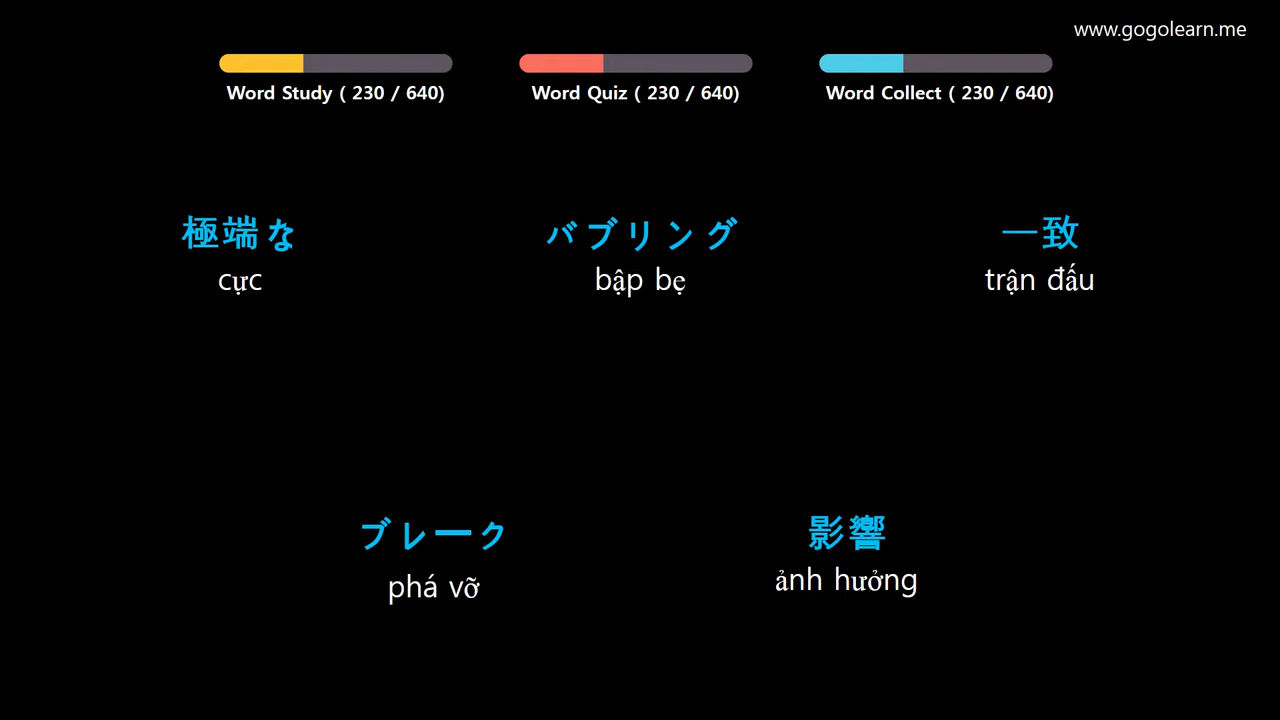 www.gogolearn.me
Word Study ( 230 / 640)
Word Quiz ( 230 / 640)
Word Collect ( 230 / 640)
極端な
cực
バブリング
bập bẹ
一致
trận đấu
ブレーク
phá vỡ
影響
ảnh hưởng